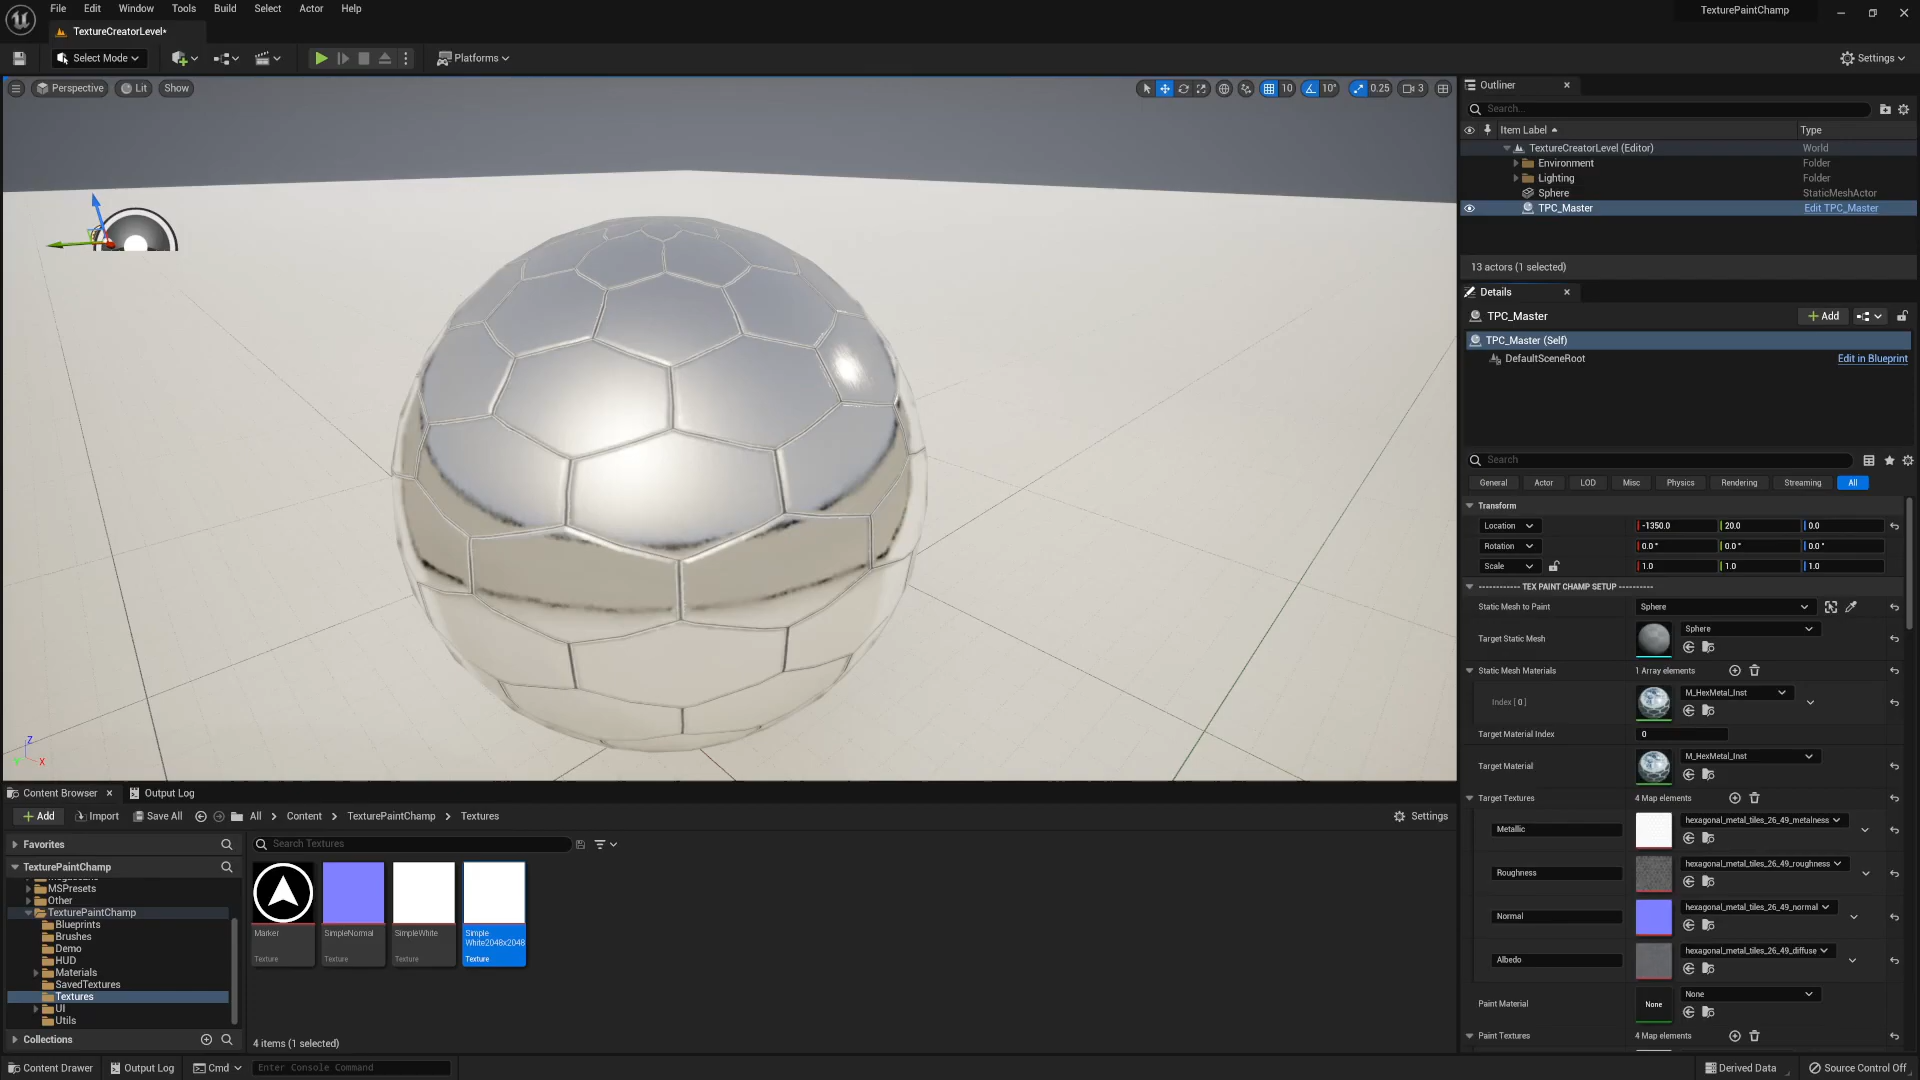 File Edit Window Tools Build Select Actor Help
TexturePaintChamp
TextureCreatorLevel*
Select Mode
Platforms
Settings
Perspective Lit Show
10 10° 0.25 3
Outliner
Search...
Item Label Type
TextureCreatorLevel (Editor) World
Environment Folder
Lighting Folder
Sphere StaticMeshActor
TPC_Master Edit TPC_Master
13 actors (1 selected)
Details
TPC_Master
Add
TPC_Master (Self)
DefaultSceneRoot Edit in Blueprint
Search
General Actor LOD Misc Physics Rendering Streaming All
Transform
Location -1350.0 20.0 0.0
Rotation 0.0° 0.0° 0.0°
Scale 1.0 1.0 1.0
------------ TEX PAINT CHAMP SETUP ----------
Static Mesh to Paint Sphere
Target Static Mesh Sphere
Static Mesh Materials 1 Array elements
Index [ 0 ] M_HexMetal_Inst
Target Material Index 0
Target Material M_HexMetal_Inst
Target Textures 4 Map elements
Metallic hexagonal_metal_tiles_26_49_metalness
Roughness hexagonal_metal_tiles_26_49_roughness
Normal hexagonal_metal_tiles_26_49_normal
Albedo hexagonal_metal_tiles_26_49_diffuse
Paint Material None None
Paint Textures 4 Map elements
Z
Y X
Content Browser Output Log
Add Import Save All All Content TexturePaintChamp Textures Settings
Favorites
Search Textures
TexturePaintChamp
MSPresets
Other
TexturePaintChamp
Blueprints
Brushes
Demo
HUD
Materials
SavedTextures
Textures
UI
Utils
Collections
Marker
Texture
SimpleNormal
Texture
SimpleWhite
Texture
Simple
White2048x2048
Texture
4 items (1 selected)
Content Drawer Output Log Cmd Enter Console Command
Derived Data Source Control Off